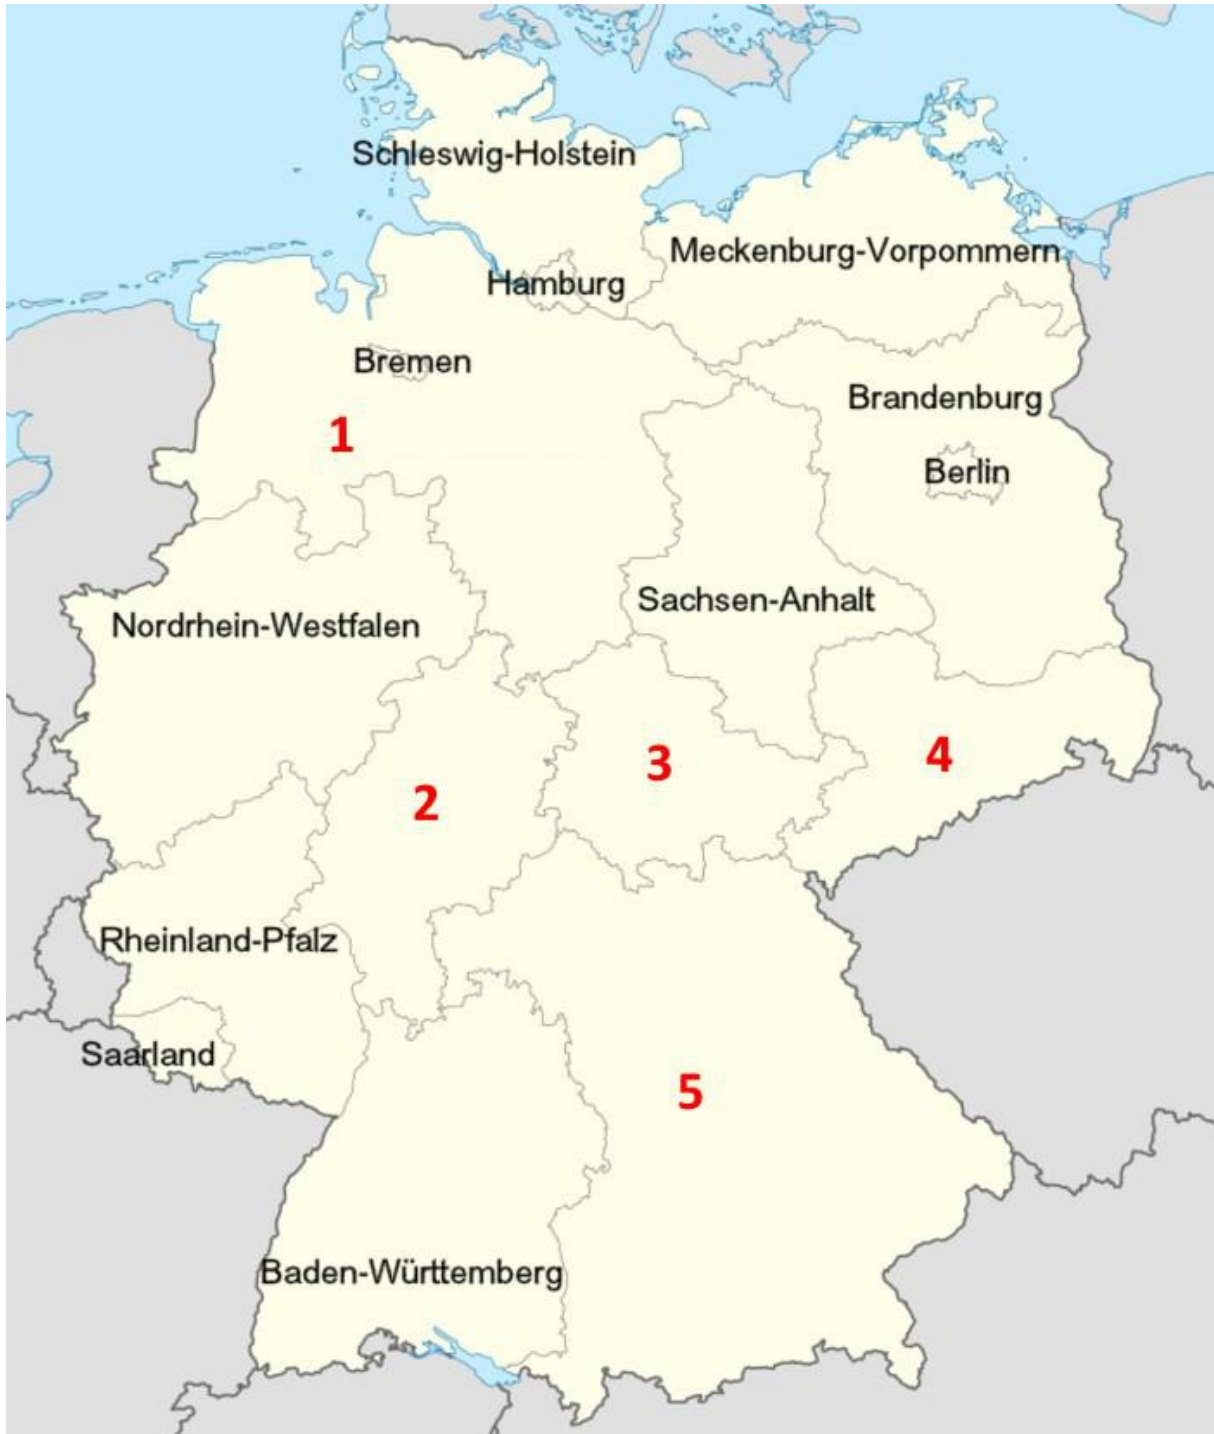 Schleswig-Holstein
Meckenburg-Vorpommern
Hamburg
Bremen
Brandenburg
1
Berlin
Sachsen-Anhalt
Nordrhein-Westfalen
3
4
2
Rheinland-Pfalz
Saarland
5
Baden-Württemberg